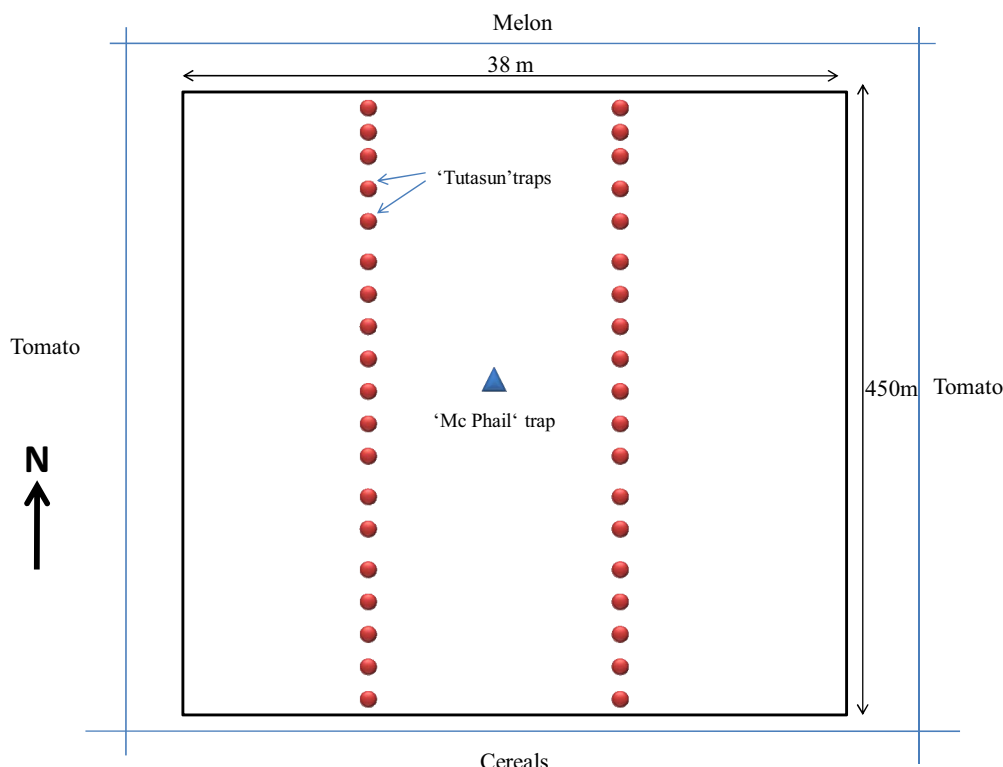 Melon
38 m
‘Tutasun’traps
Tomato
‘Mc Phail‘ trap
450m
Tomato
N
Cereals